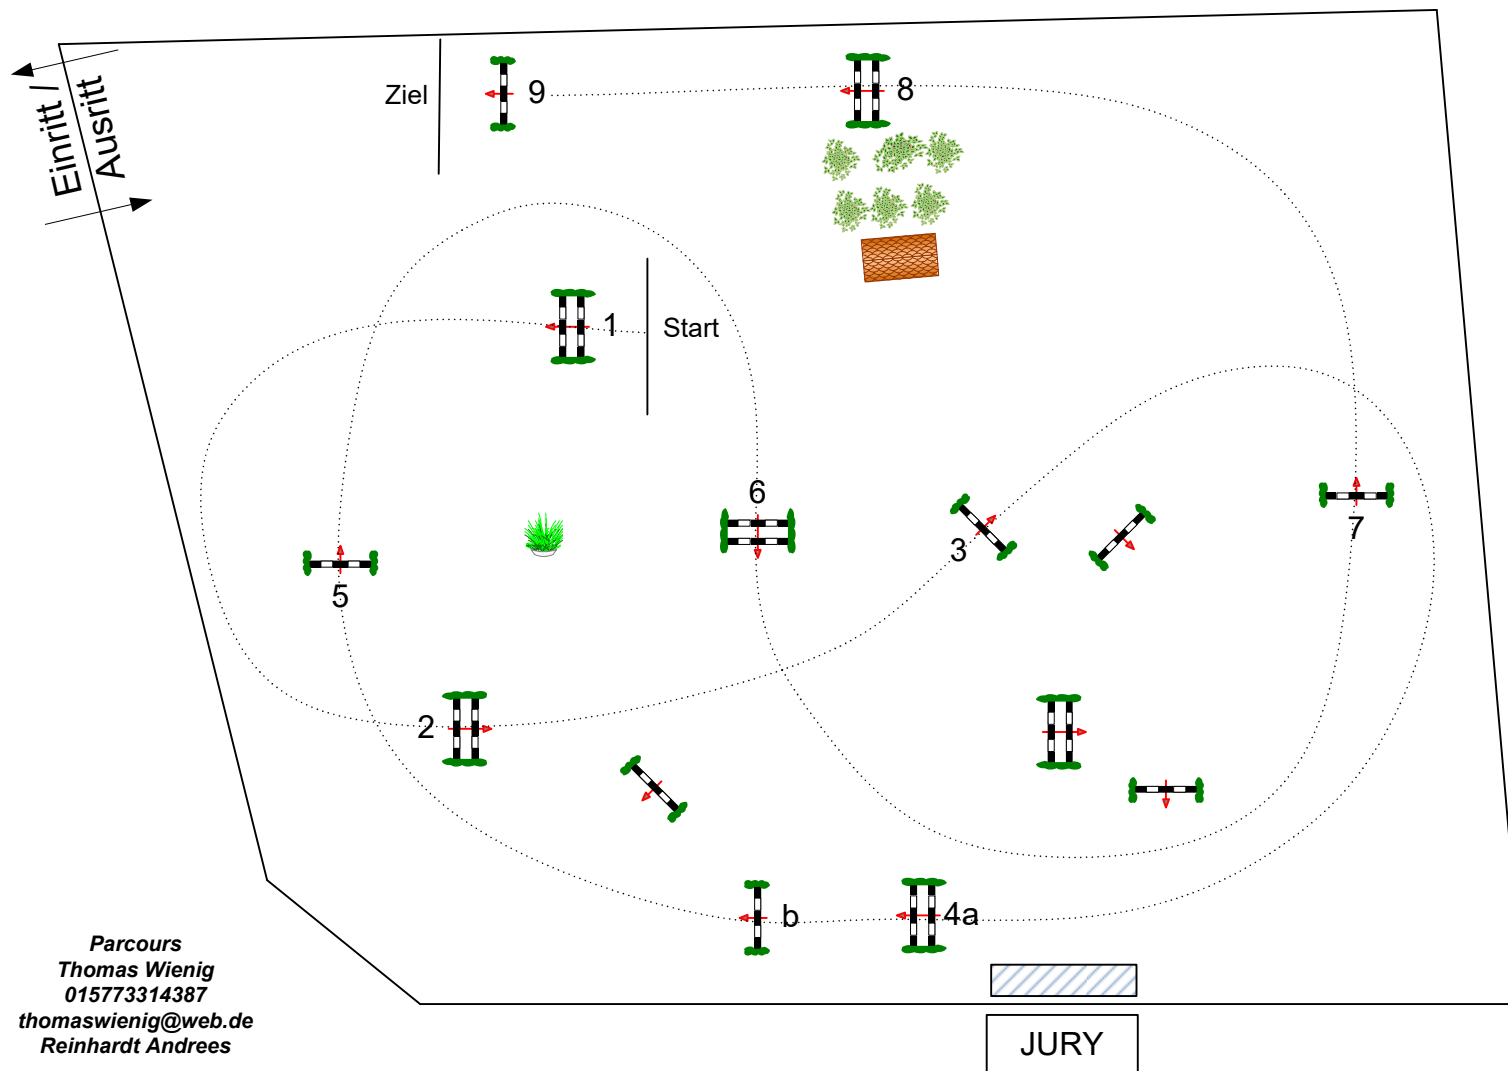 Einritt /
Ausritt
Ziel
9
8
1
Start
6
3
7
5
2
b
4a
Parcours
Thomas Wienig
015773314387
thomaswienig@web.de
Reinhardt Andrees
JURY